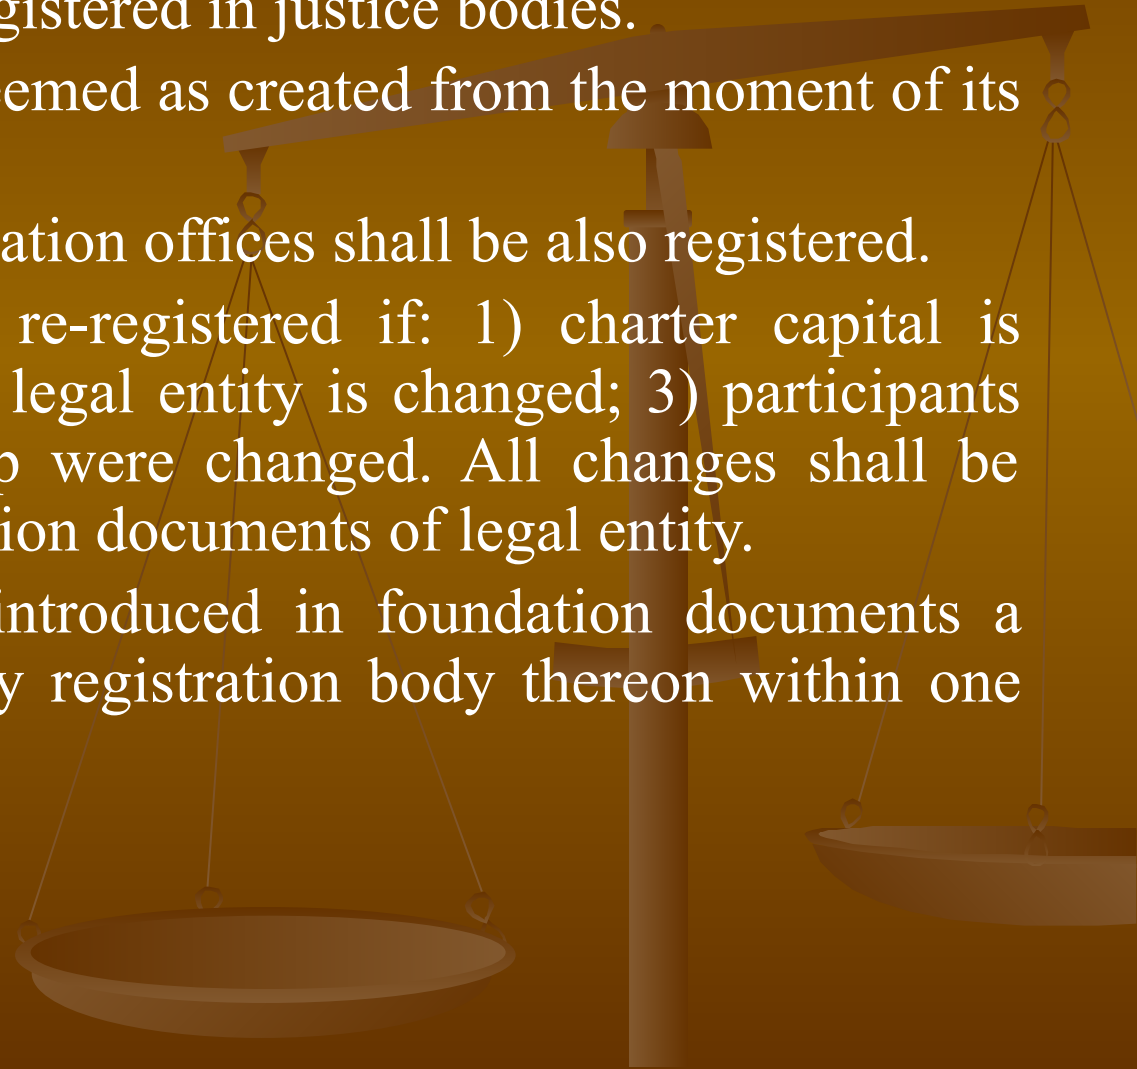 gistered in justice bodies.
emed as created from the moment of its
ation offices shall be also registered.
re-registered if: 1) charter capital is
legal entity is changed; 3) participants
p were changed. All changes shall be
ion documents of legal entity.
introduced in foundation documents a
y registration body thereon within one